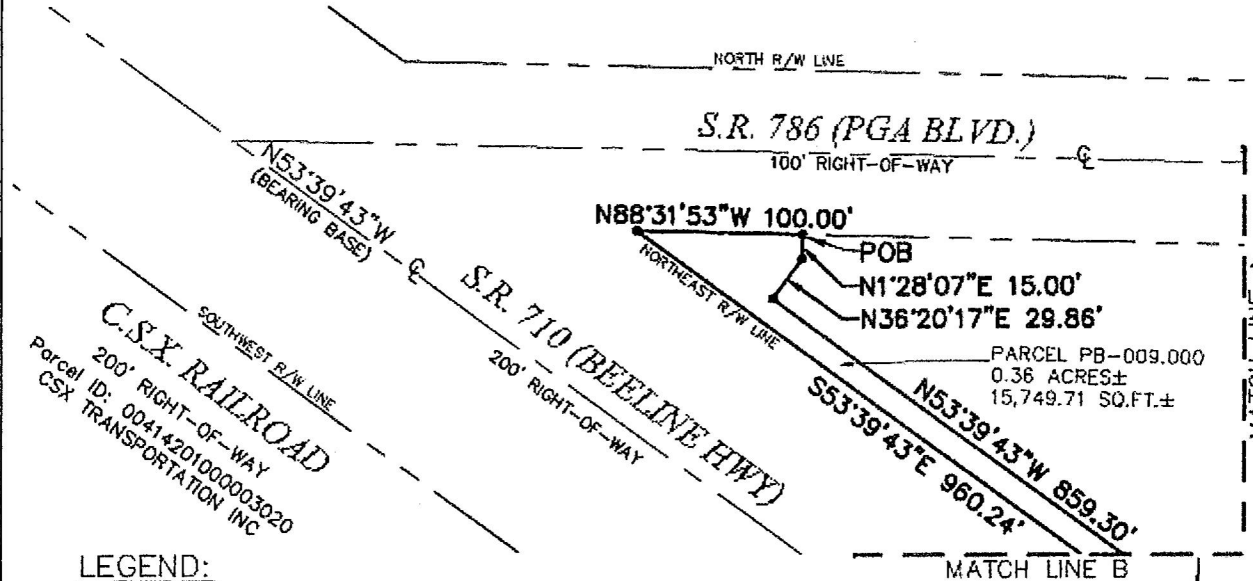 NORTH R/W LINE
S.R. 786 (PGA BLVD.)
100' RIGHT-OF-WAY
N53°39'43"W
(BEARING BASE)
N88°31'53"W 100.00'
POB
N1°28'07"E 15.00'
N36°20'17"E 29.86'
NORTHEAST R/W LINE
PARCEL PB-009.000
0.36 ACRES±
15,749.71 SQ.FT.±
S.R. 710 (BEELINE HWY)
200' RIGHT-OF-WAY
N53°39'43"W 859.30'
S53°39'43"E 960.24'
SOUTHWEST R/W LINE
C.S.X. RAILROAD
200' RIGHT-OF-WAY
Parcel ID: 00414201000003020
CSX TRANSPORTATION INC
LEGEND:
MATCH LINE B